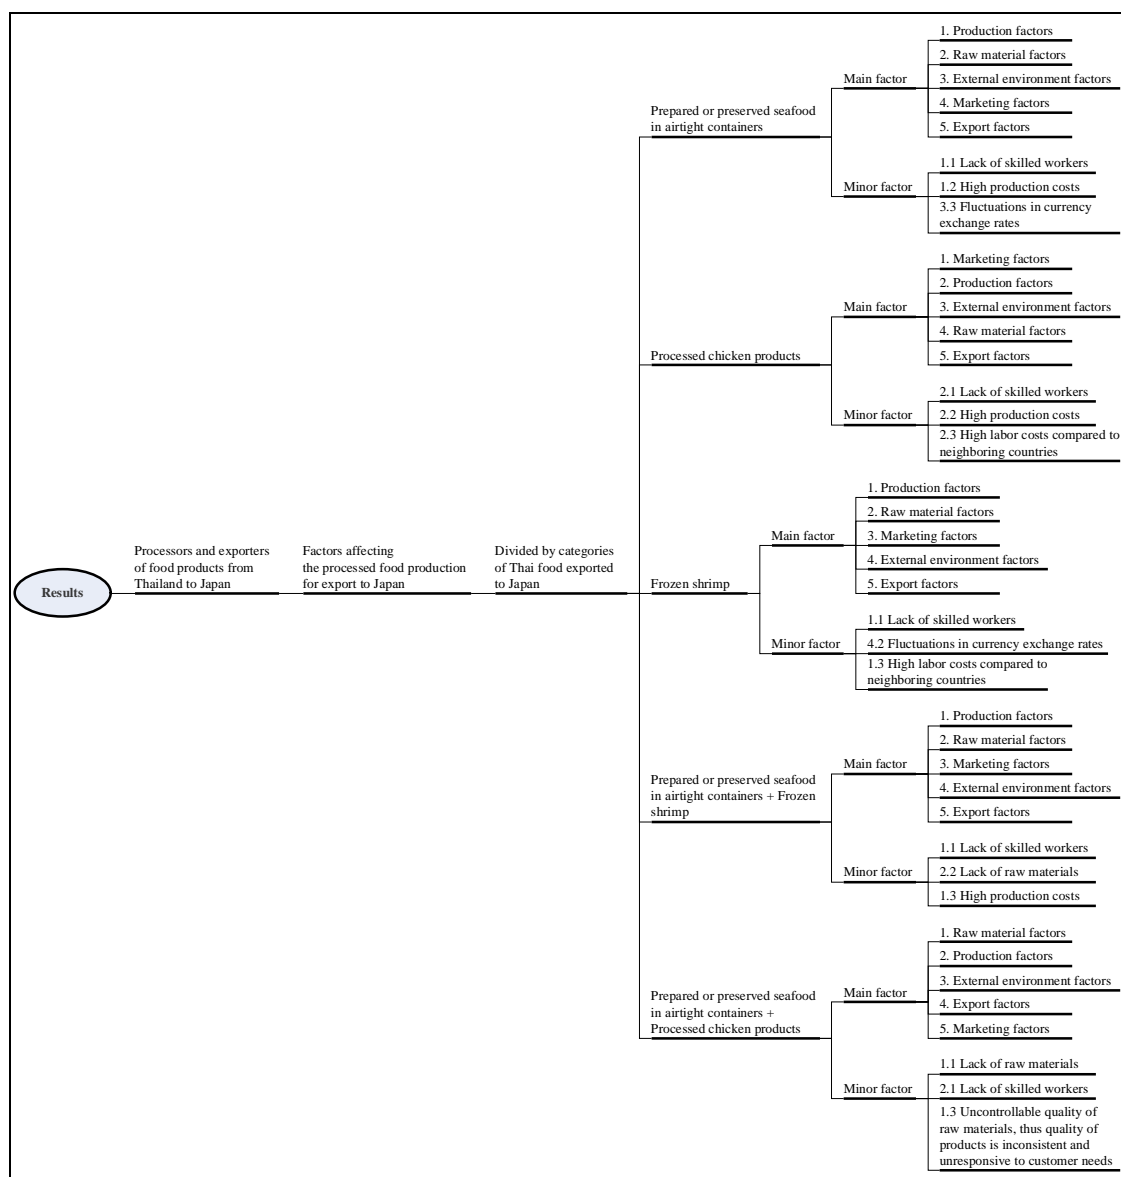 Results
Processors and exporters
of food products from
Thailand to Japan
Factors affecting
the processed food production
for export to Japan
Divided by categories
of Thai food exported
to Japan
Prepared or preserved seafood
in airtight containers
Main factor
1. Production factors
2. Raw material factors
3. External environment factors
4. Marketing factors
5. Export factors
Minor factor
1.1 Lack of skilled workers
1.2 High production costs
3.3 Fluctuations in currency
exchange rates
Processed chicken products
Main factor
1. Marketing factors
2. Production factors
3. External environment factors
4. Raw material factors
5. Export factors
Minor factor
2.1 Lack of skilled workers
2.2 High production costs
2.3 High labor costs compared to
neighboring countries
Frozen shrimp
Main factor
1. Production factors
2. Raw material factors
3. Marketing factors
4. External environment factors
5. Export factors
Minor factor
1.1 Lack of skilled workers
4.2 Fluctuations in currency exchange rates
1.3 High labor costs compared to
neighboring countries
Prepared or preserved seafood
in airtight containers + Frozen
shrimp
Main factor
1. Production factors
2. Raw material factors
3. Marketing factors
4. External environment factors
5. Export factors
Minor factor
1.1 Lack of skilled workers
2.2 Lack of raw materials
1.3 High production costs
Prepared or preserved seafood
in airtight containers +
Processed chicken products
Main factor
1. Raw material factors
2. Production factors
3. External environment factors
4. Export factors
5. Marketing factors
Minor factor
1.1 Lack of raw materials
2.1 Lack of skilled workers
1.3 Uncontrollable quality of
raw materials, thus quality of
products is inconsistent and
unresponsive to customer needs